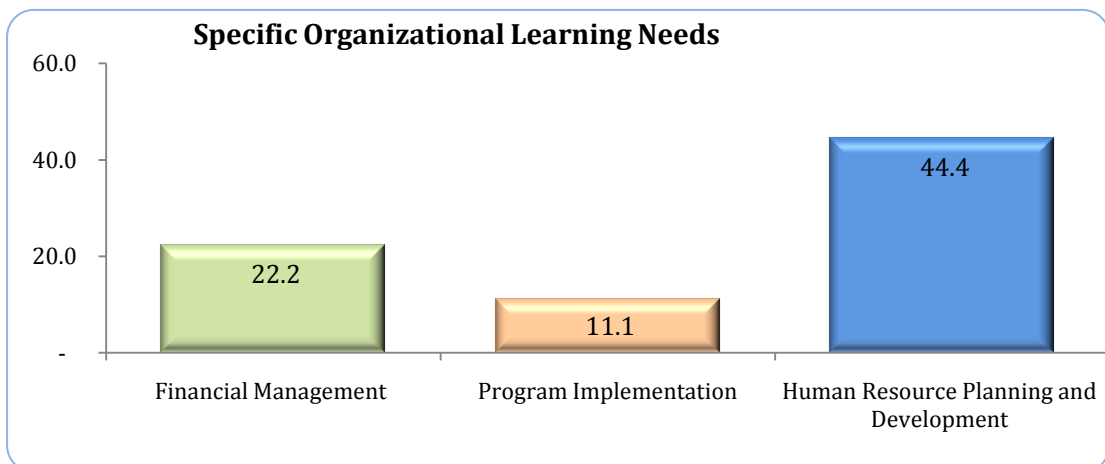 Specific Organizational Learning Needs
60.0
40.0
20.0
-
22.2
11.1
44.4
Financial Management
Program Implementation
Human Resource Planning and
Development